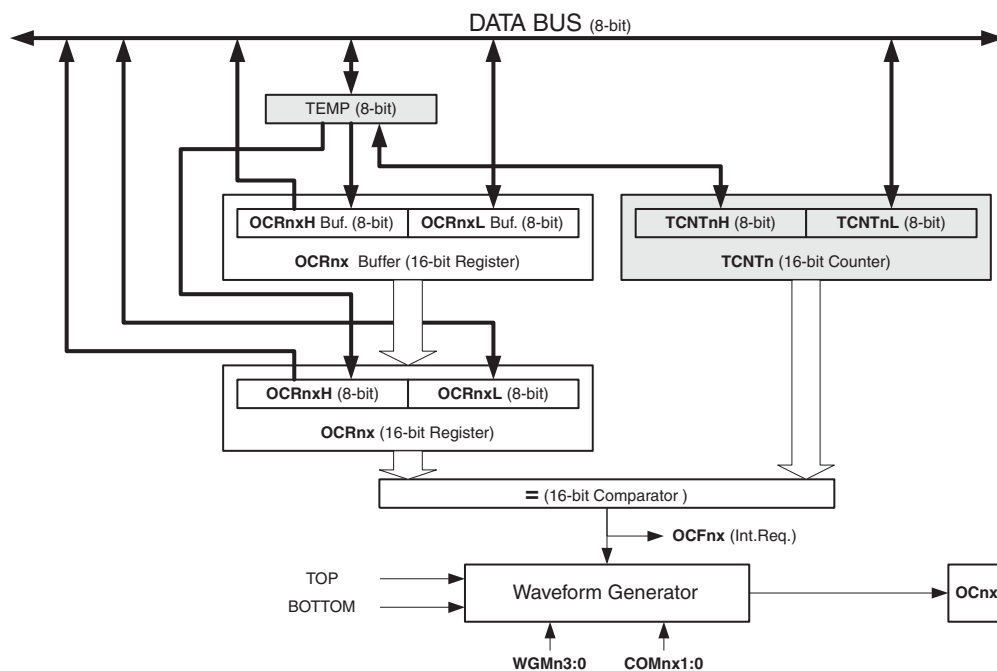 DATA BUS (8-bit)
TEMP (8-bit)
OCRnxH Buf. (8-bit) OCRnxL Buf. (8-bit)
TCNTnH (8-bit) TCNTnL (8-bit)
OCRnx Buffer (16-bit Register)
TCNTn (16-bit Counter)
OCRnxH (8-bit) OCRnxL (8-bit)
OCRnx (16-bit Register)
= (16-bit Comparator )
OCFnx (Int.Req.)
TOP
BOTTOM
Waveform Generator
OCnx
WGMn3:0 COMnx1:0